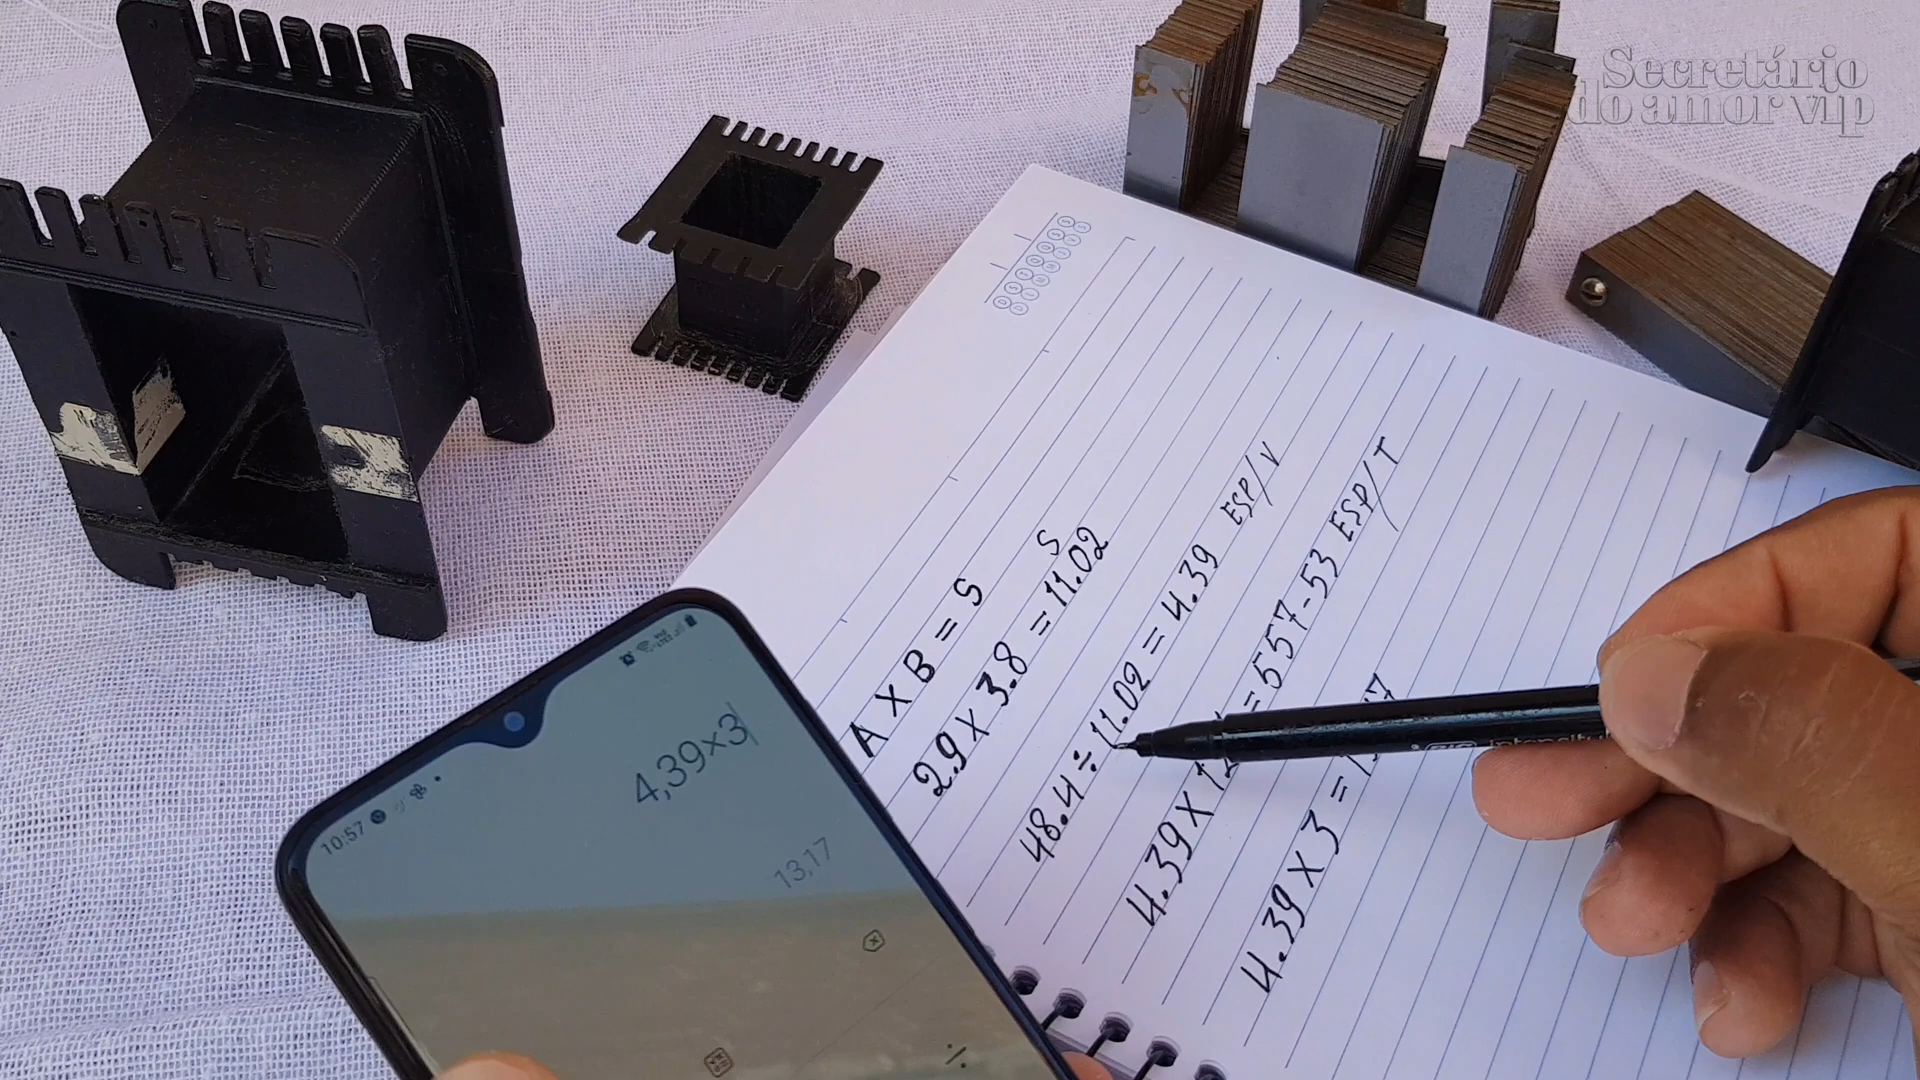 Secretário
do amor vip
A X B = S
S
2.9 X 3.8 = 11.02
48.4 ÷ 11.02 = 4.39 ESP/V
4.39 X 12 = 557-53 ESP/T
4.39 X 3 =
10:57
4,39×3
13,17